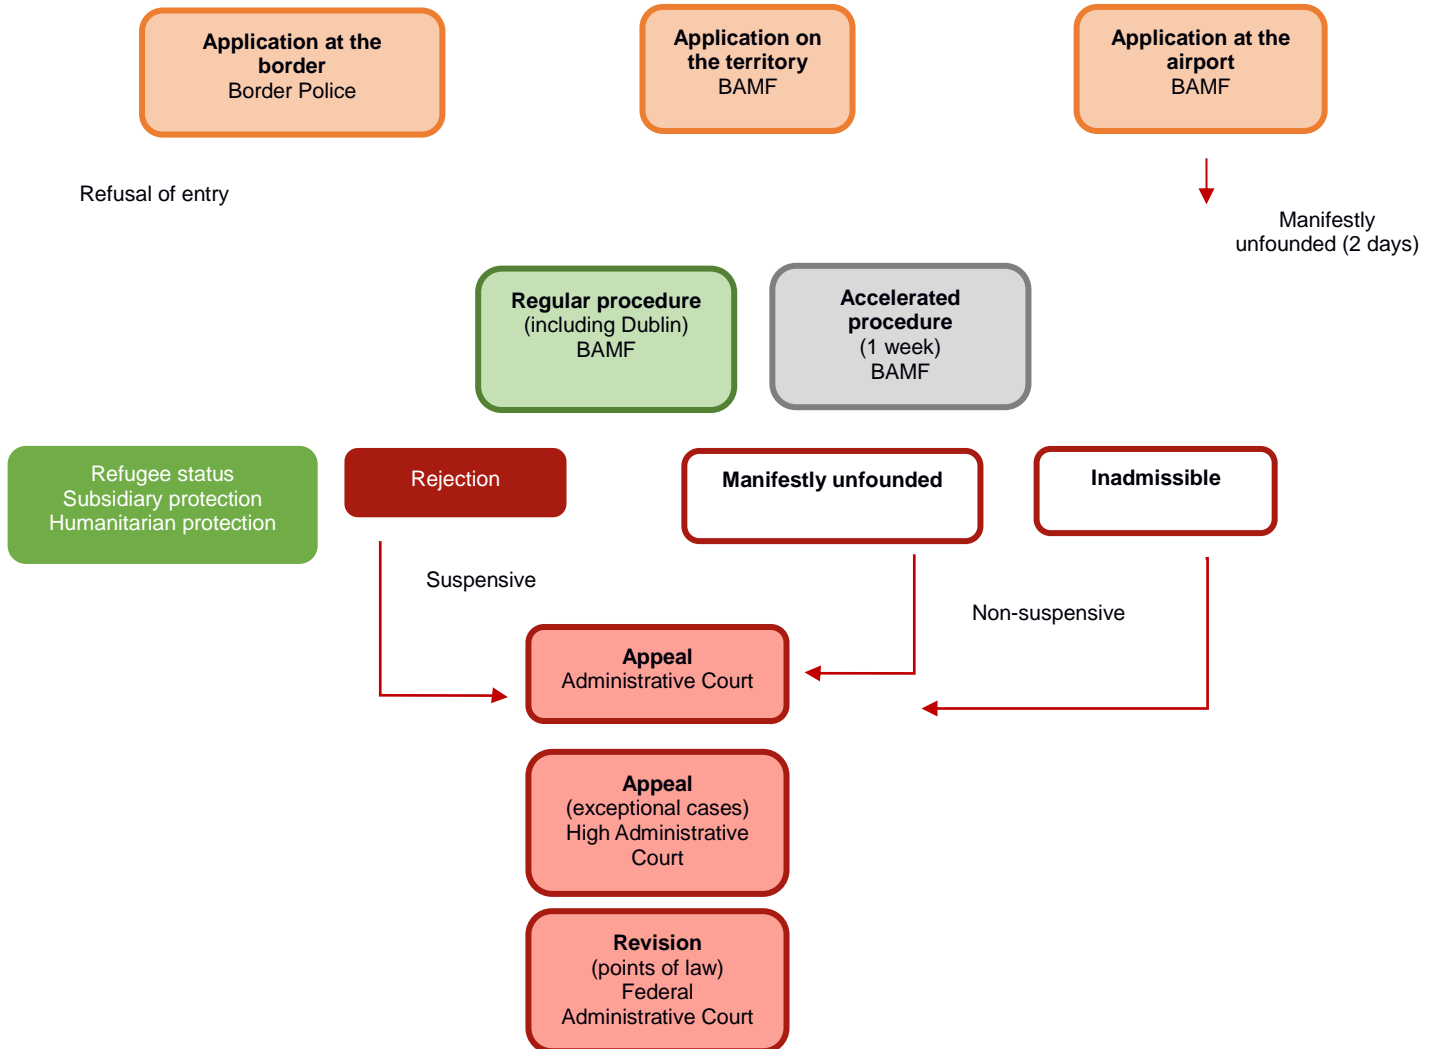 Application at the
border
Border Police
Application on
the territory
BAMF
Application at the
airport
BAMF
Refusal of entry
Manifestly
unfounded (2 days)
Regular procedure
(including Dublin)
BAMF
Accelerated
procedure
(1 week)
BAMF
Refugee status
Subsidiary protection
Humanitarian protection
Rejection
Manifestly unfounded
Inadmissible
Suspensive
Non-suspensive
Appeal
Administrative Court
Appeal
(exceptional cases)
High Administrative
Court
Revision
(points of law)
Federal
Administrative Court